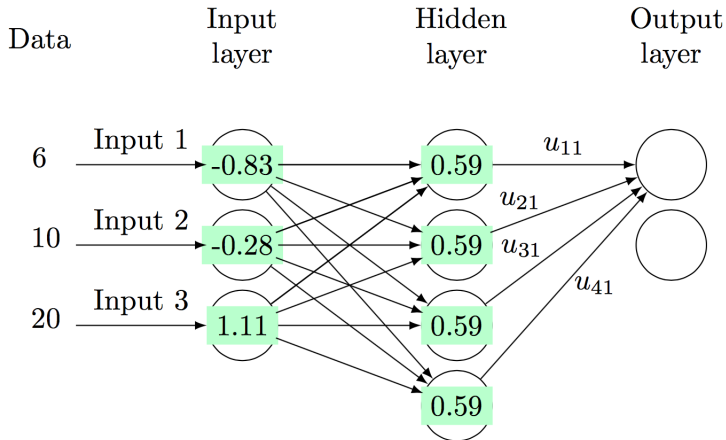 Data
Input
layer
Hidden
layer
Output
layer
6
Input 1
-0.83
0.59
u₁₁
10
Input 2
-0.28
0.59
u₂₁
u₃₁
20
Input 3
1.11
0.59
u₄₁
0.59